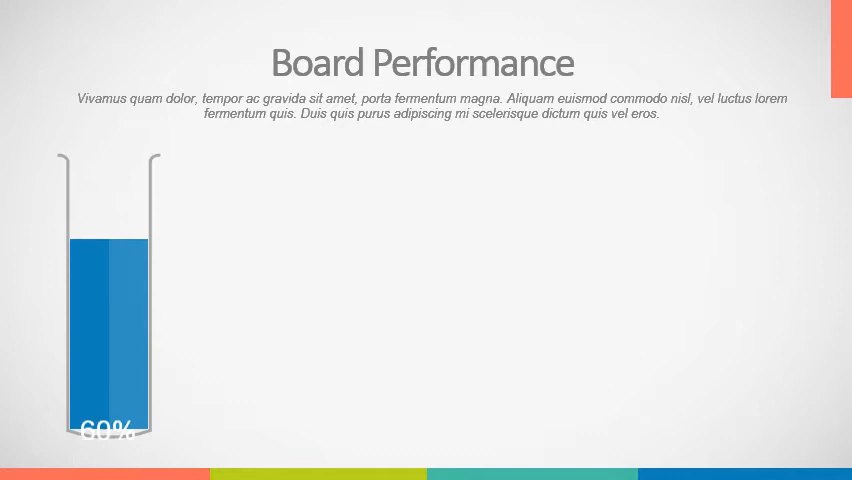 Board Performance
Vivamus quam dolor, tempor ac gravida sit amet, porta fermentum magna. Aliquam euismod commodo nisl, vel luctus lorem
fermentum quis. Duis quis purus adipiscing mi scelerisque dictum quis vel eros.
60%